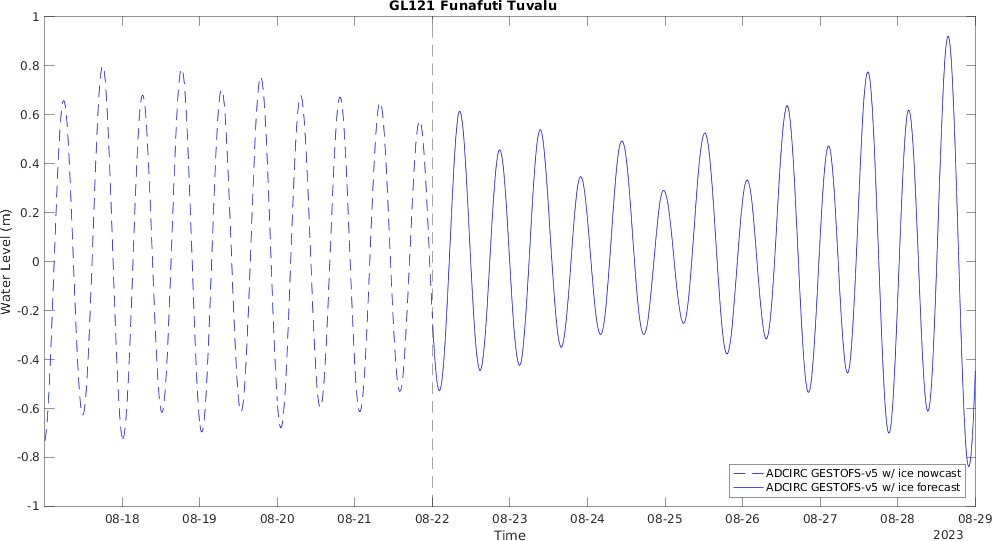 GL121 Funafuti Tuvalu
1
0.8
0.6
0.4
0.2
0
-0.2
-0.4
-0.6
-0.8
-1
Water Level (m)
ADCIRC GESTOFS-v5 w/ ice nowcast
ADCIRC GESTOFS-v5 w/ ice forecast
08-18 08-19 08-20 08-21 08-22 08-23 08-24 08-25 08-26 08-27 08-28 08-29
Time
2023